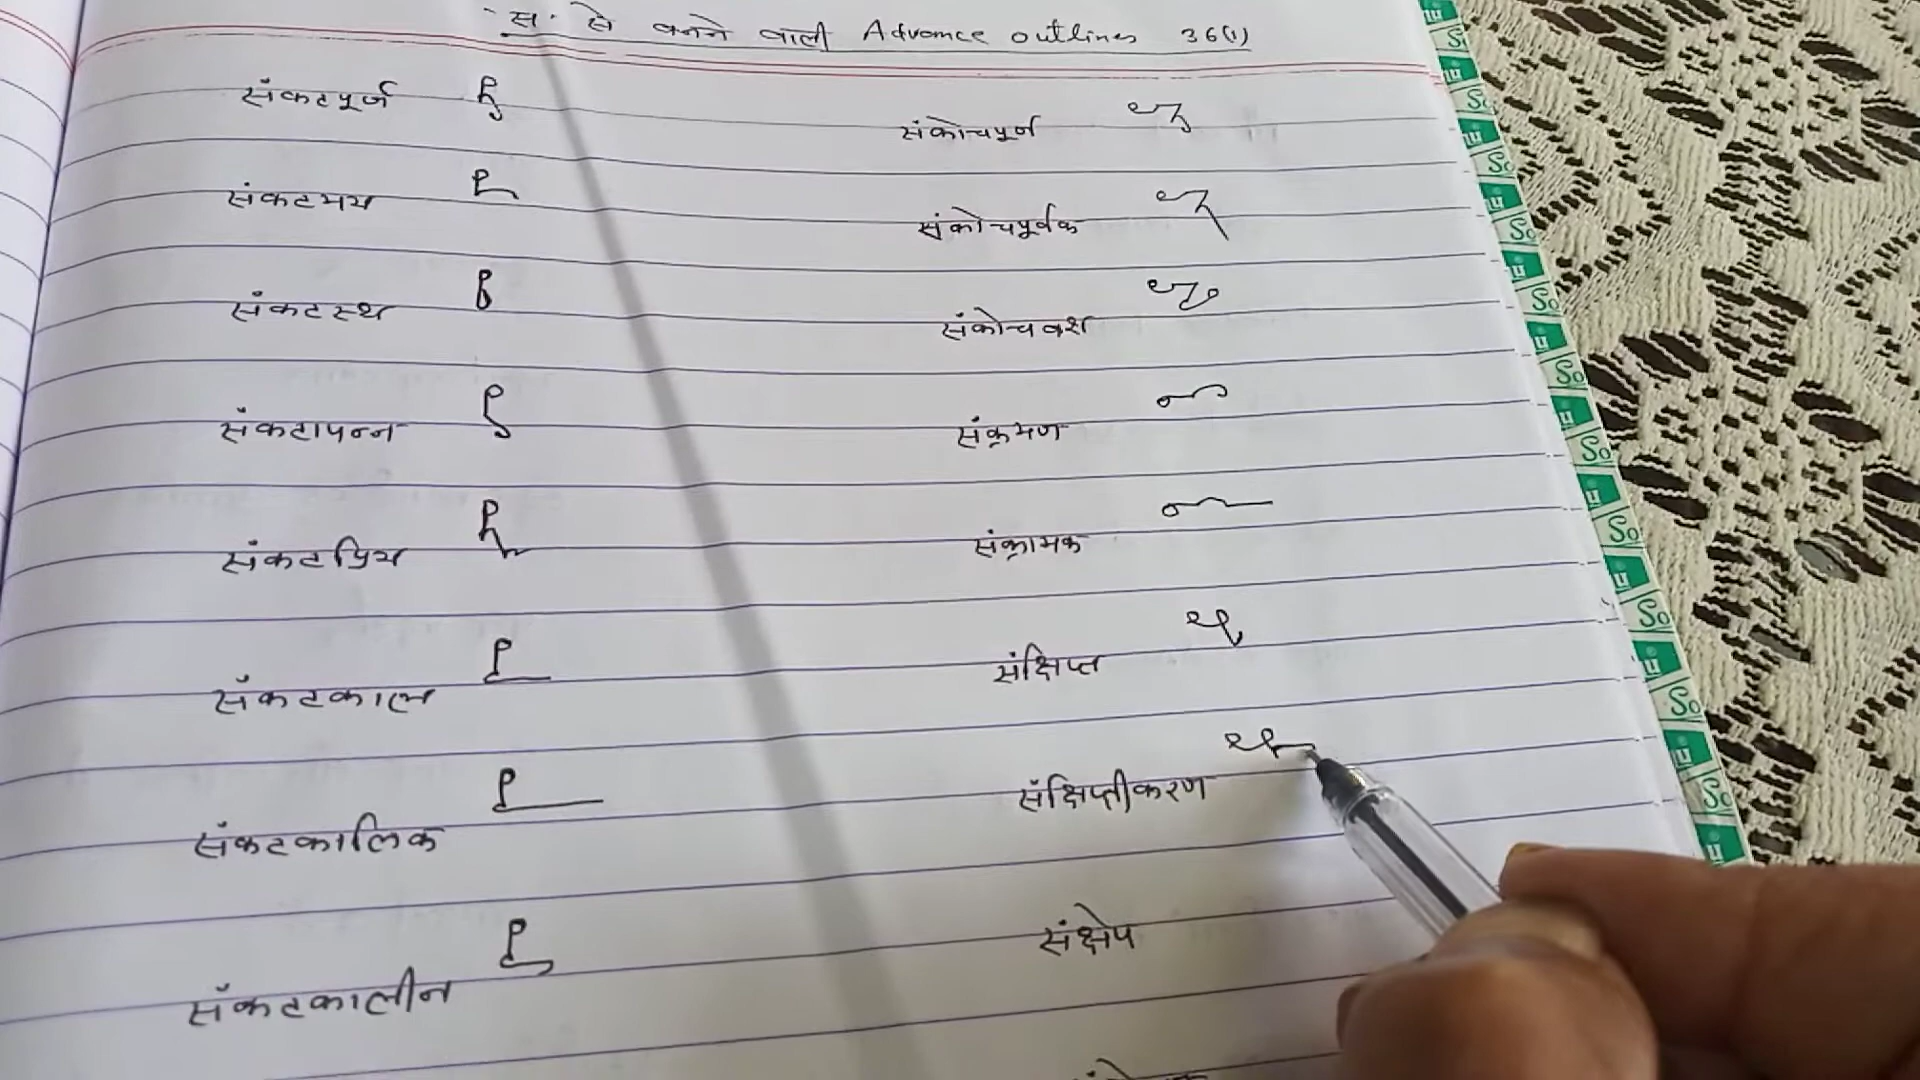 स से बनने वाली Advance outlines 36(1)
संकटपूर्ण
संकटमय
संकटस्थ
संकटापन्न
संकटप्रिय
संकटकाल
संकटकालिक
संकटकालीन
संकोचपूर्ण
संकोचपूर्वक
संकोचवश
संक्रमण
संक्रामक
संक्षिप्त
संक्षिप्तीकरण
संक्षेप